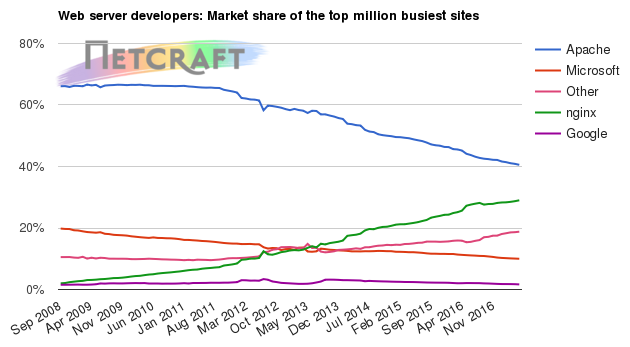 Web server developers: Market share of the top million busiest sites
NETCRAFT
80%
60%
40%
20%
0%
Sep 2008
Apr 2009
Nov 2009
Jun 2010
Jan 2011
Aug 2011
Mar 2012
Oct 2012
May 2013
Dec 2013
Jul 2014
Feb 2015
Sep 2015
Apr 2016
Nov 2016
Apache
Microsoft
Other
nginx
Google